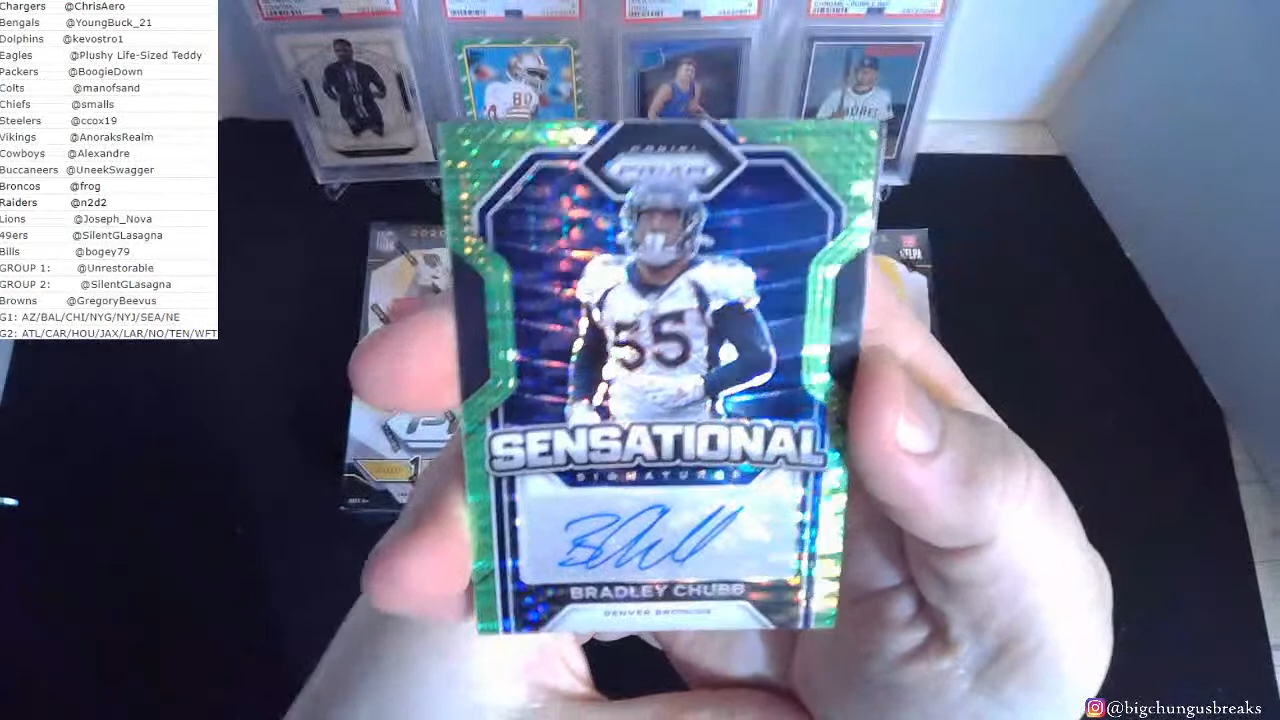 Chargers @ChrisAero
Bengals @YoungBuck_21
Dolphins @kevostro1
Eagles @Plushy Life-Sized Teddy
Packers @BoogieDown
Colts @manofsand
Chiefs @smalls
Steelers @ccox19
Vikings @AnoraksRealm
Cowboys @Alexandre
Buccaneers @UneekSwagger
Broncos @frog
Raiders @n2d2
Lions @Joseph_Nova
49ers @SilentGLasagna
Bills @bogey79
GROUP 1: @Unrestorable
GROUP 2: @SilentGLasagna
Browns @GregoryBeevus
G1: AZ/BAL/CHI/NYG/NYJ/SEA/NE
G2: ATL/CAR/HOU/JAX/LAR/NO/TEN/WFT
80
2020
NFLPA
PANINI
PRIZM
55
SENSATIONAL
SIGNATURES
BRADLEY CHUBB
DENVER BRONCOS
@bigchungusbreaks